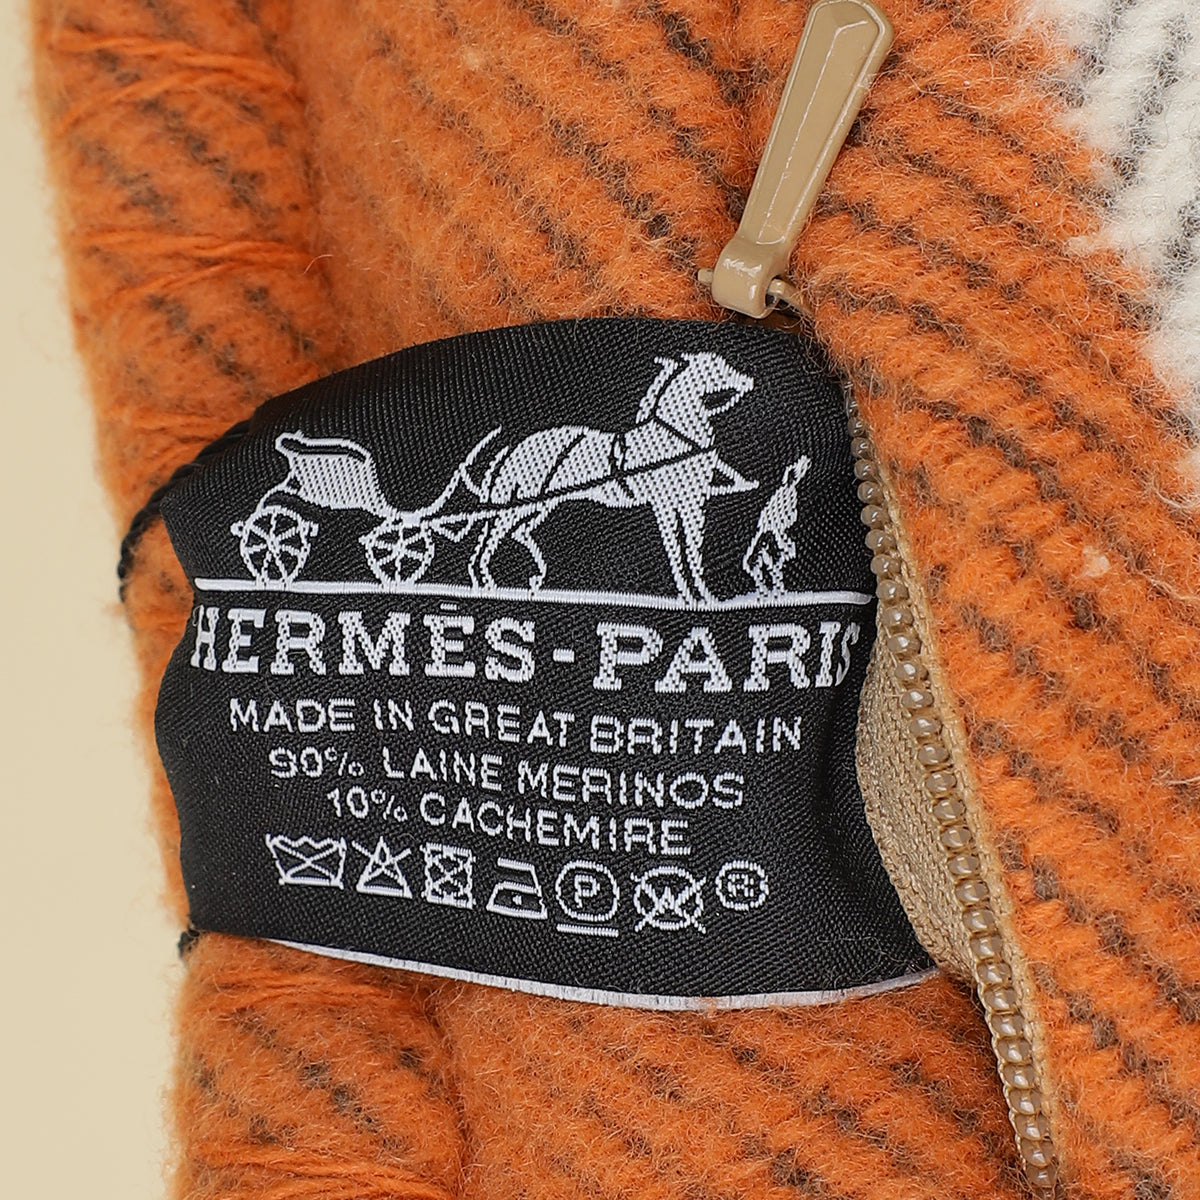 HERMÈS-PARIS
MADE IN GREAT BRITAIN
90% LAINE MERINOS
10% CACHEMIRE
P W ®